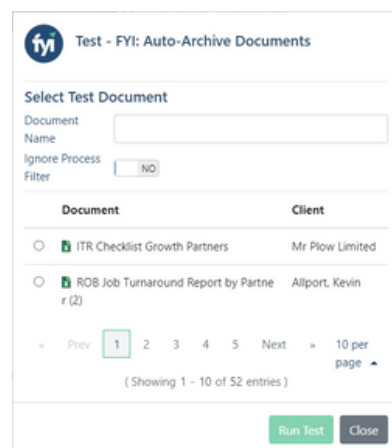 fyi Test - FYI: Auto-Archive Documents
Select Test Document
Document
Name
Ignore Process
Filter
NO
Document Client
ITR Checklist Growth Partners Mr Plow Limited
ROB Job Turnaround Report by Partne Allport, Kevin
r (2)
« Prev 1 2 3 4 5 Next » 10 per
page
( Showing 1 - 10 of 52 entries )
Run Test Close